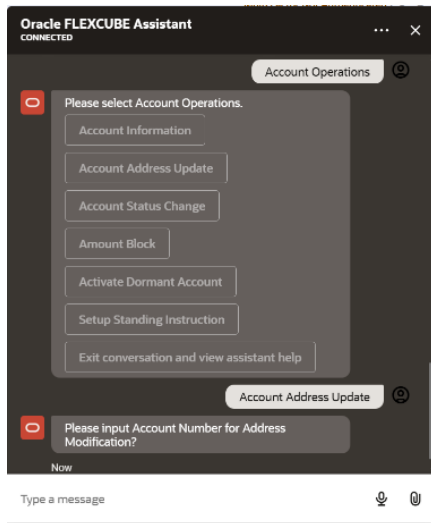 Oracle FLEXCUBE Assistant
CONNECTED
Account Operations
Please select Account Operations.
Account Information
Account Address Update
Account Status Change
Amount Block
Activate Dormant Account
Setup Standing Instruction
Exit conversation and view assistant help
Account Address Update
Please input Account Number for Address
Modification?
Now
Type a message